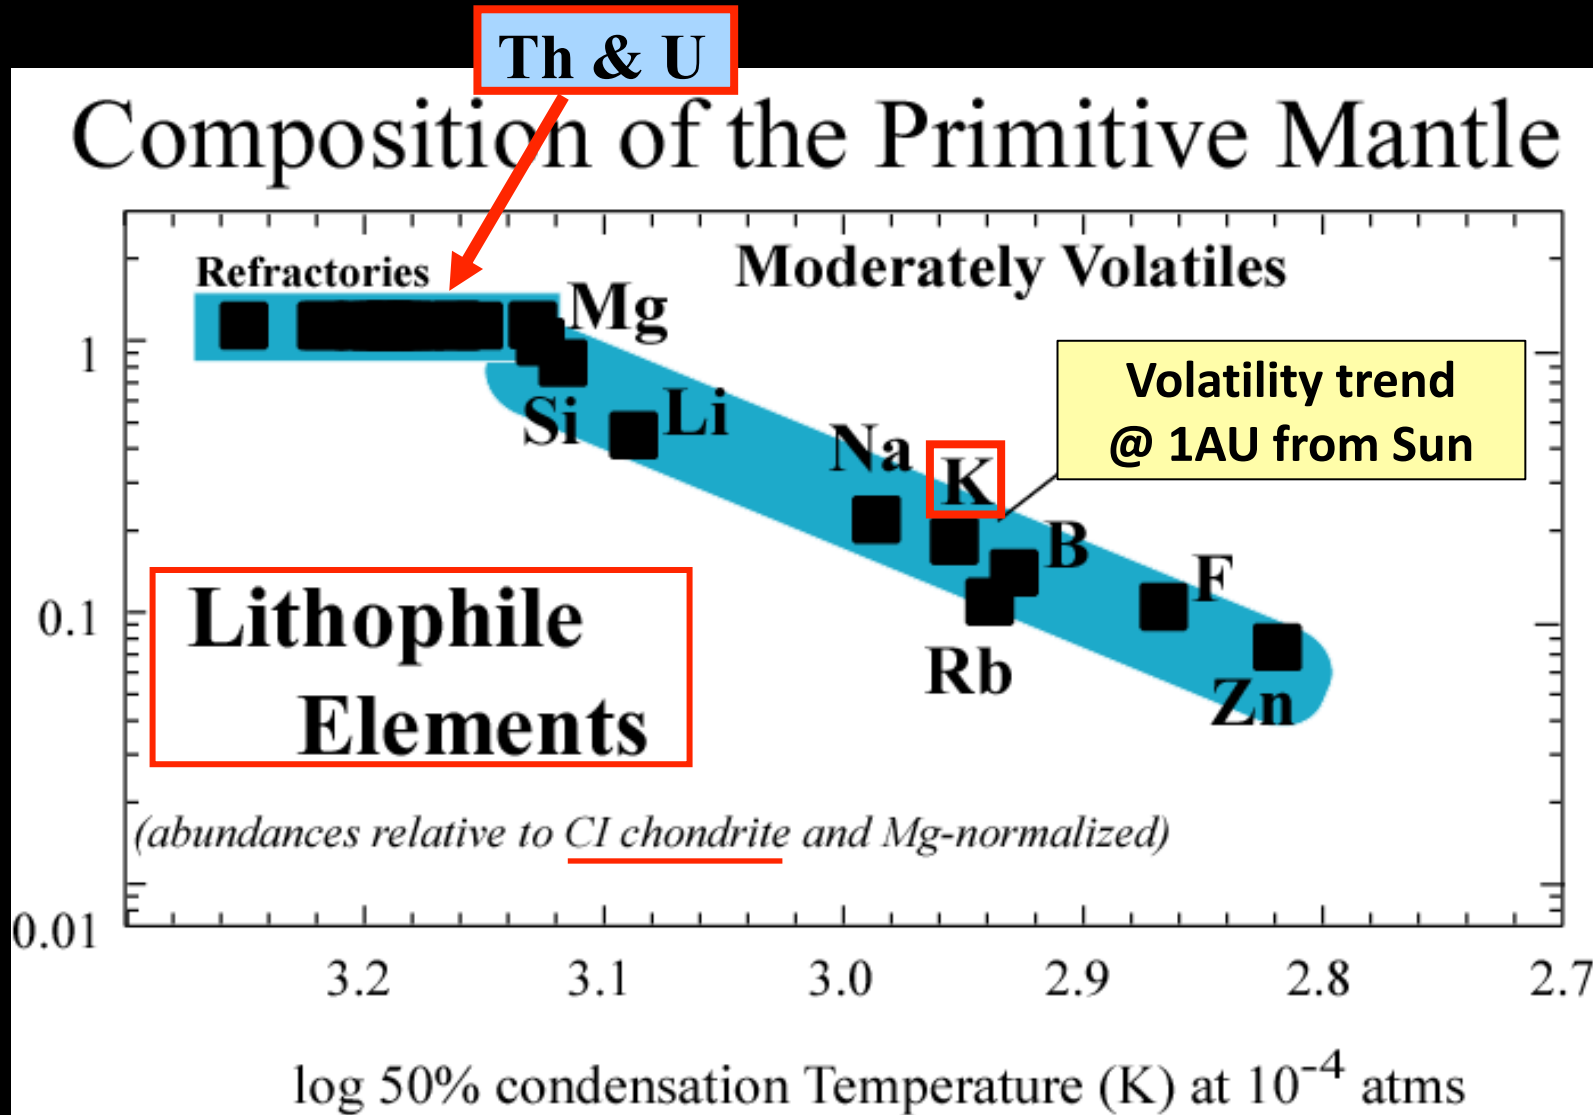 Th & U
Composition of the Primitive Mantle
Refractories
Moderately Volatiles
Mg
1
Volatility trend
@ 1AU from Sun
Si
Li
Na
K
B
F
0.1
Lithophile
Elements
Rb
Zn
(abundances relative to CI chondrite and Mg-normalized)
0.01
3.2 3.1 3.0 2.9 2.8 2.7
log 50% condensation Temperature (K) at 10⁻⁴ atms